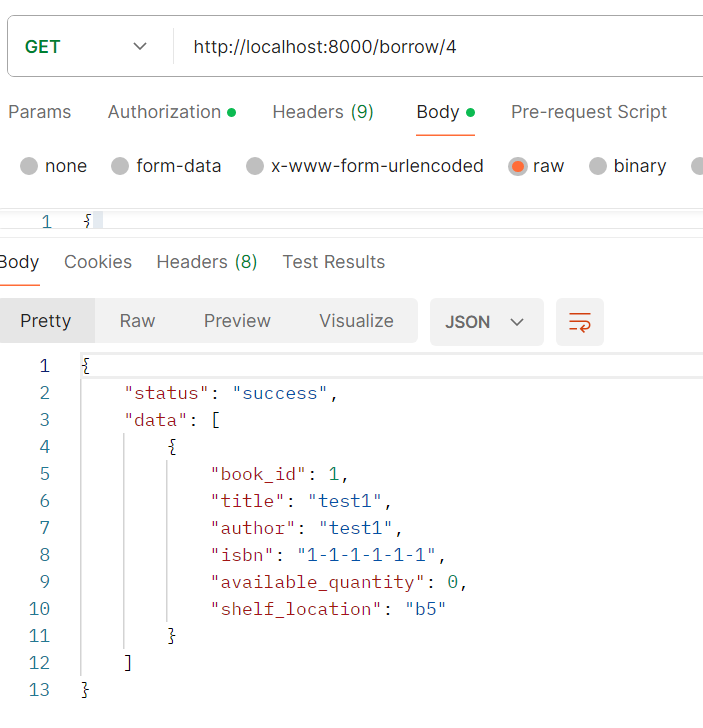 GET http://localhost:8000/borrow/4
Params Authorization Headers (9) Body Pre-request Script
none form-data x-www-form-urlencoded raw binary
1 {
Body Cookies Headers (8) Test Results
Pretty Raw Preview Visualize JSON
1 {
2 "status": "success",
3 "data": [
4 {
5 "book_id": 1,
6 "title": "test1",
7 "author": "test1",
8 "isbn": "1-1-1-1-1-1",
9 "available_quantity": 0,
10 "shelf_location": "b5"
11 }
12 ]
13 }